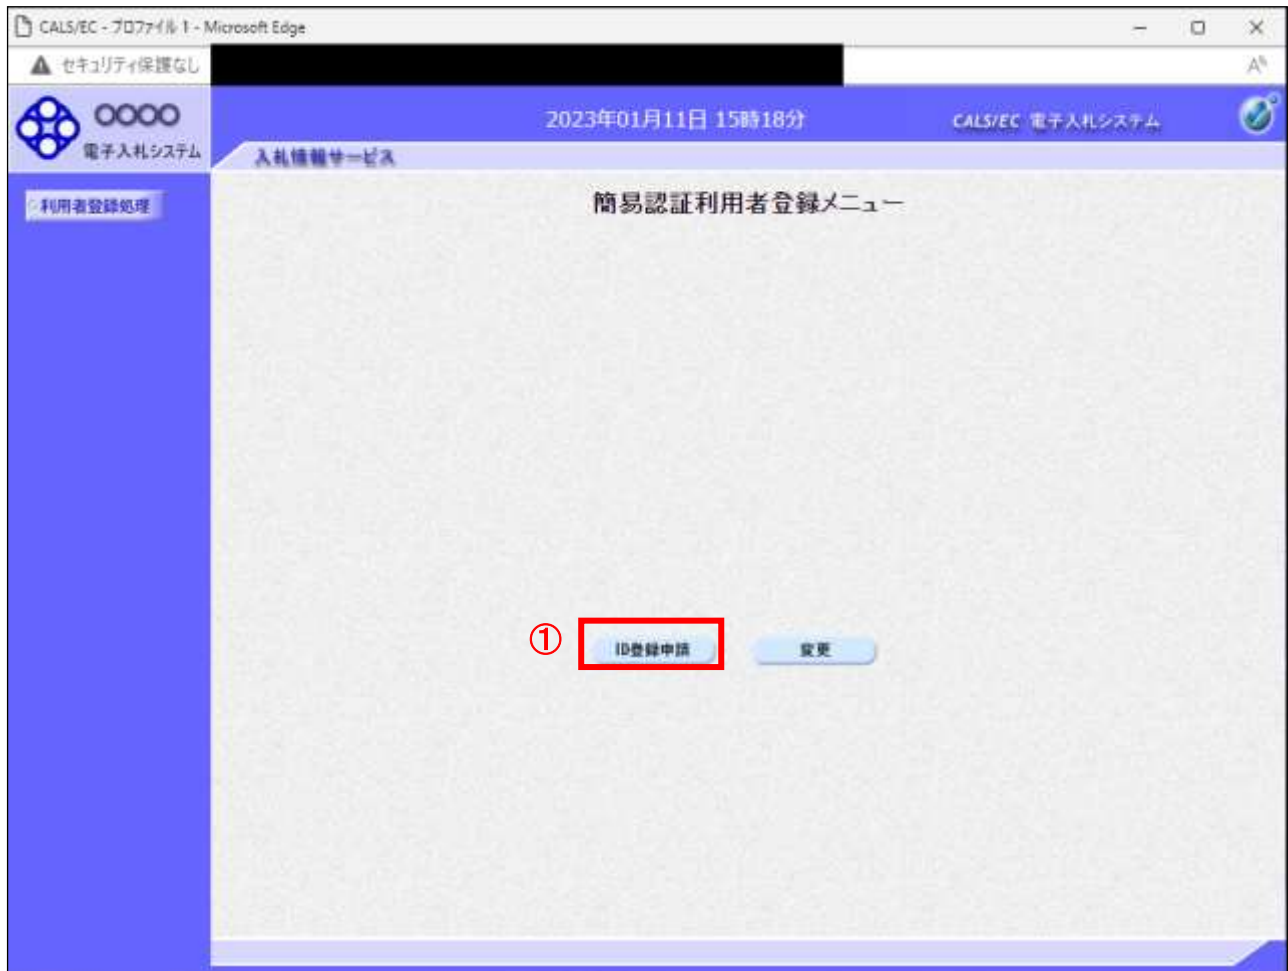 CALS/EC - プロファイル 1 - Microsoft Edge
セキュリティ保護なし
OOOO
電子入札システム
2023年01月11日 15時18分
CALS/EC 電子入札システム
入札情報サービス
利用者登録処理
簡易認証利用者登録メニュー
①
ID登録申請
変更